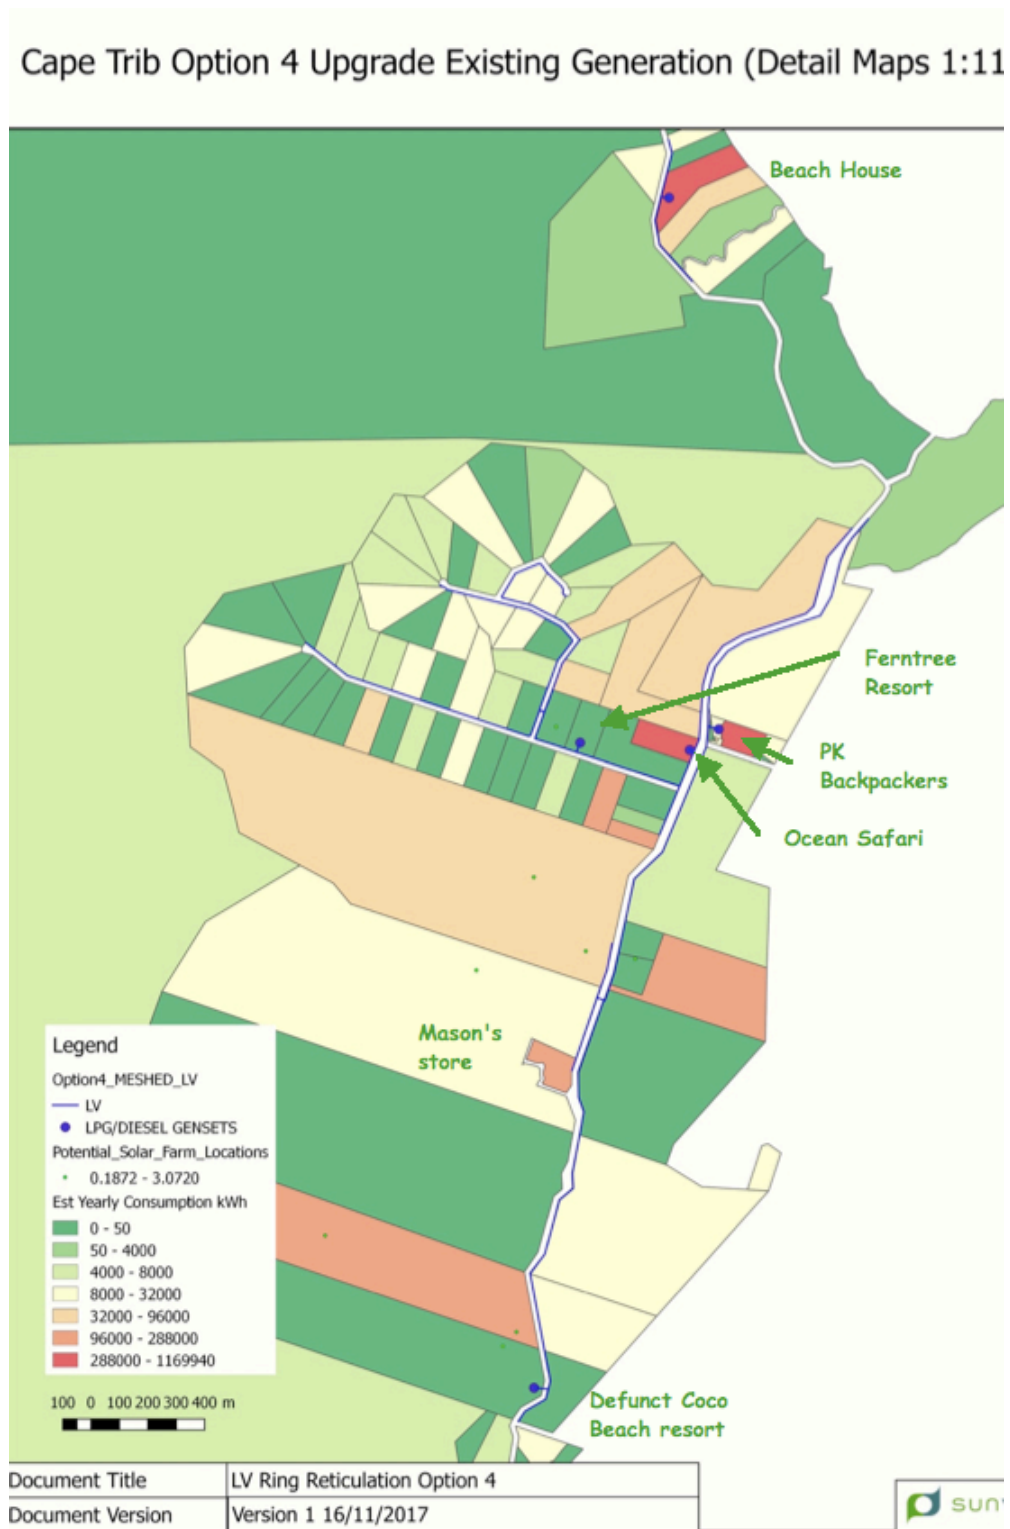 Cape Trib Option 4 Upgrade Existing Generation (Detail Maps 1:11
Beach House
Ferntree
Resort
PK
Backpackers
Ocean Safari
Mason's
store
Legend
Option4_MESHED_LV
LV
LPG/DIESEL GENSETS
Potential_Solar_Farm_Locations
0.1872 - 3.0720
Est Yearly Consumption kWh
0 - 50
50 - 4000
4000 - 8000
8000 - 32000
32000 - 96000
96000 - 288000
288000 - 1169940
100 0 100 200 300 400 m
Defunct Coco
Beach resort
Document Title LV Ring Reticulation Option 4
Document Version Version 1 16/11/2017